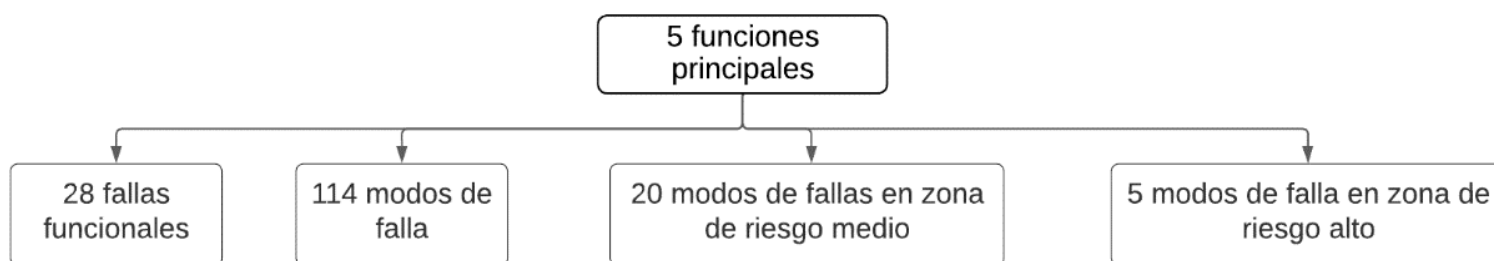 5 funciones
principales
28 fallas
funcionales
114 modos de
falla
20 modos de fallas en zona
de riesgo medio
5 modos de falla en zona de
riesgo alto